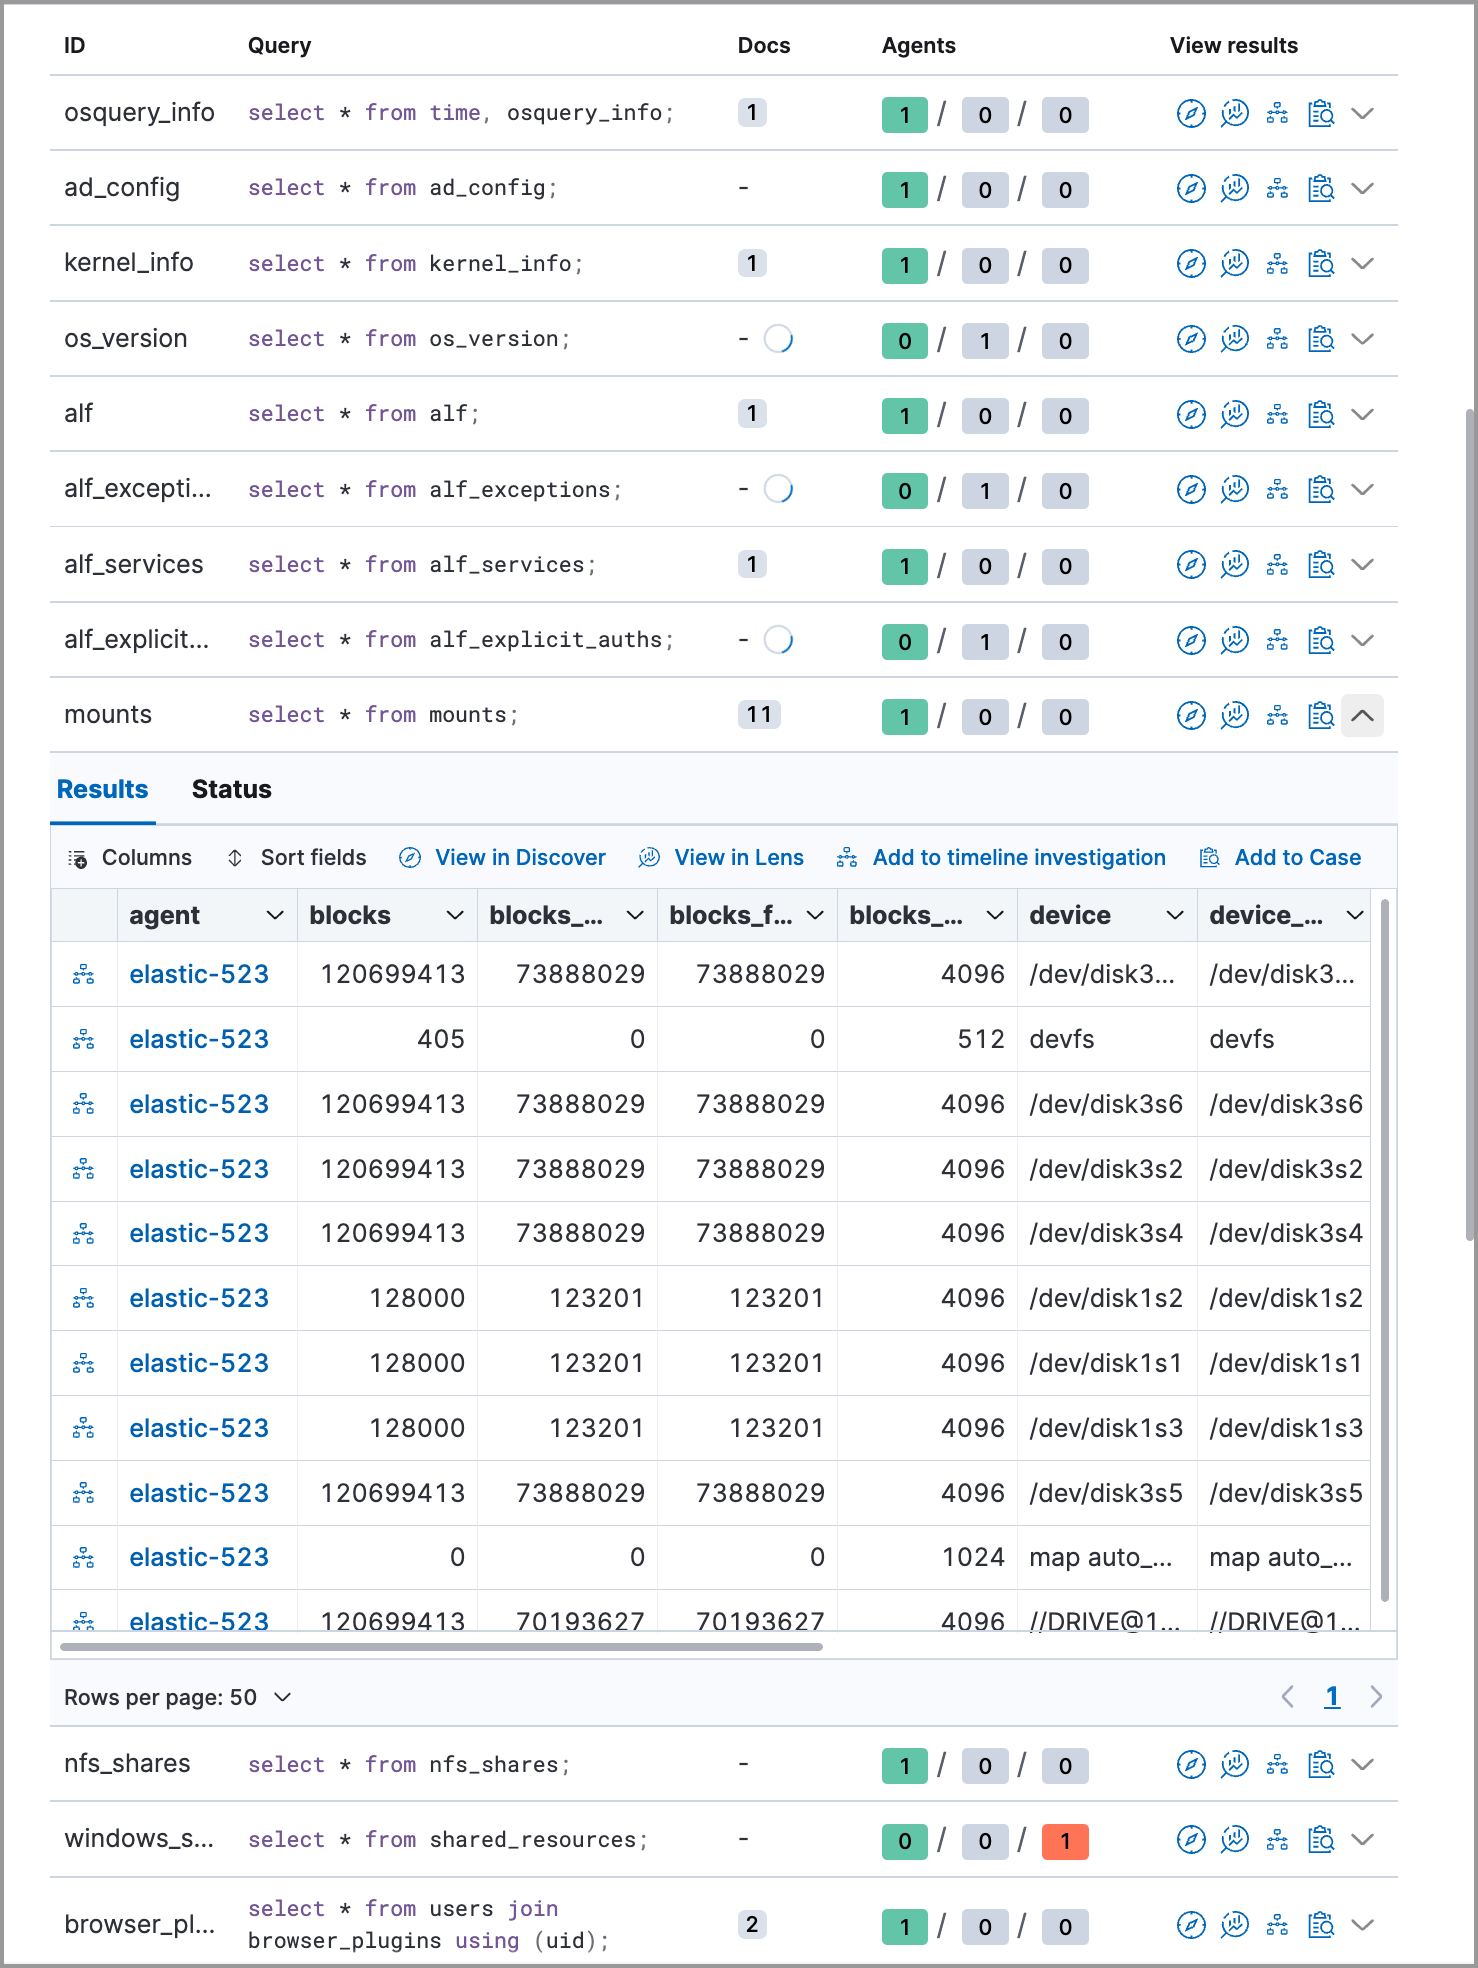 ID Query Docs Agents View results
osquery_info select * from time, osquery_info; 1 1 / 0 / 0
ad_config select * from ad_config; - 1 / 0 / 0
kernel_info select * from kernel_info; 1 1 / 0 / 0
os_version select * from os_version; - 0 / 1 / 0
alf select * from alf; 1 1 / 0 / 0
alf_excepti... select * from alf_exceptions; - 0 / 1 / 0
alf_services select * from alf_services; 1 1 / 0 / 0
alf_explicit... select * from alf_explicit_auths; - 0 / 1 / 0
mounts select * from mounts; 11 1 / 0 / 0
Results Status
Columns Sort fields View in Discover View in Lens Add to timeline investigation Add to Case
agent blocks blocks_... blocks_f... blocks_... device device_...
elastic-523 120699413 73888029 73888029 4096 /dev/disk3... /dev/disk3...
elastic-523 405 0 0 512 devfs devfs
elastic-523 120699413 73888029 73888029 4096 /dev/disk3s6 /dev/disk3s6
elastic-523 120699413 73888029 73888029 4096 /dev/disk3s2 /dev/disk3s2
elastic-523 120699413 73888029 73888029 4096 /dev/disk3s4 /dev/disk3s4
elastic-523 128000 123201 123201 4096 /dev/disk1s2 /dev/disk1s2
elastic-523 128000 123201 123201 4096 /dev/disk1s1 /dev/disk1s1
elastic-523 128000 123201 123201 4096 /dev/disk1s3 /dev/disk1s3
elastic-523 120699413 73888029 73888029 4096 /dev/disk3s5 /dev/disk3s5
elastic-523 0 0 0 1024 map auto_... map auto_...
elastic-523 120699413 70193627 70193627 4096 //DRIVE@1... //DRIVE@1...
Rows per page: 50 1
nfs_shares select * from nfs_shares; - 1 / 0 / 0
windows_s... select * from shared_resources; - 0 / 0 / 1
browser_pl... select * from users join
browser_plugins using (uid); 2 1 / 0 / 0